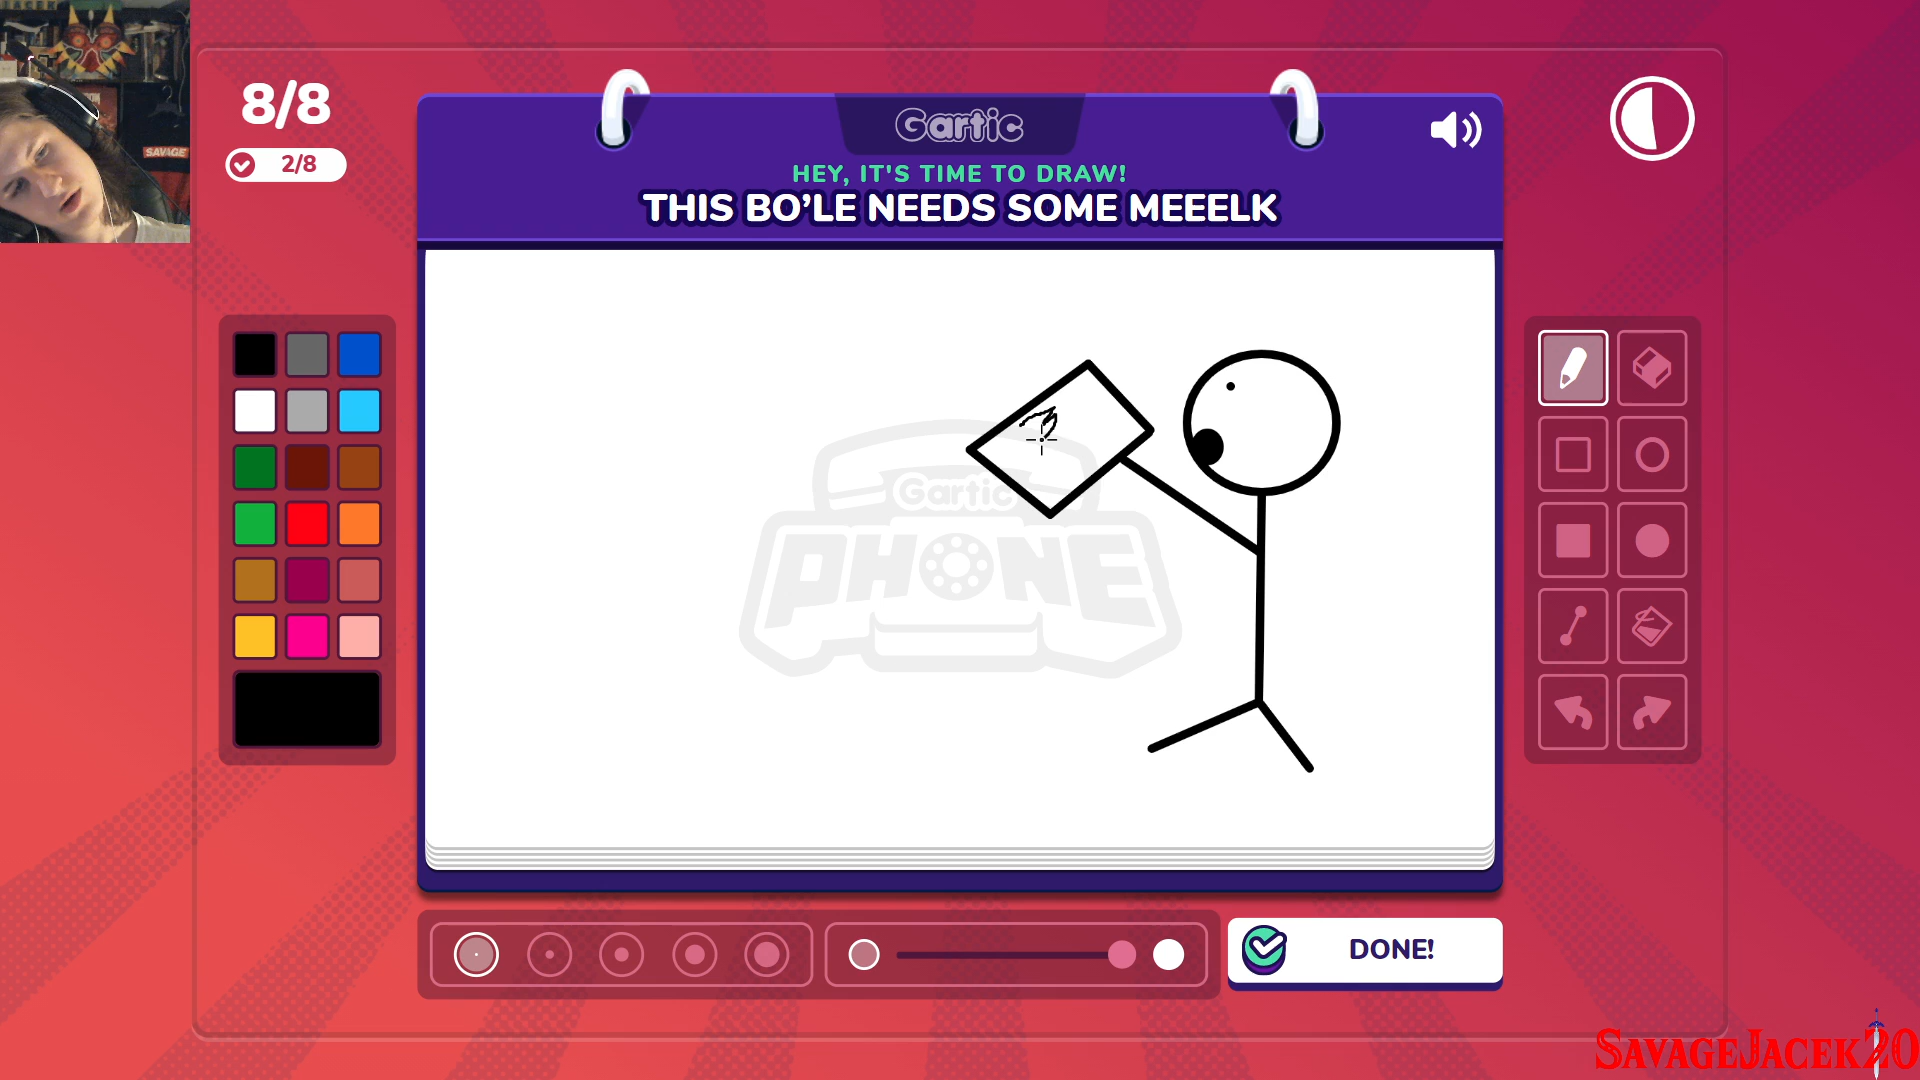 SAVAGE
8/8
2/8
Gartic
HEY, IT'S TIME TO DRAW!
THIS BO’LE NEEDS SOME MEEELK
Gartic
PHONE
DONE!
SAVAGEJACEK20